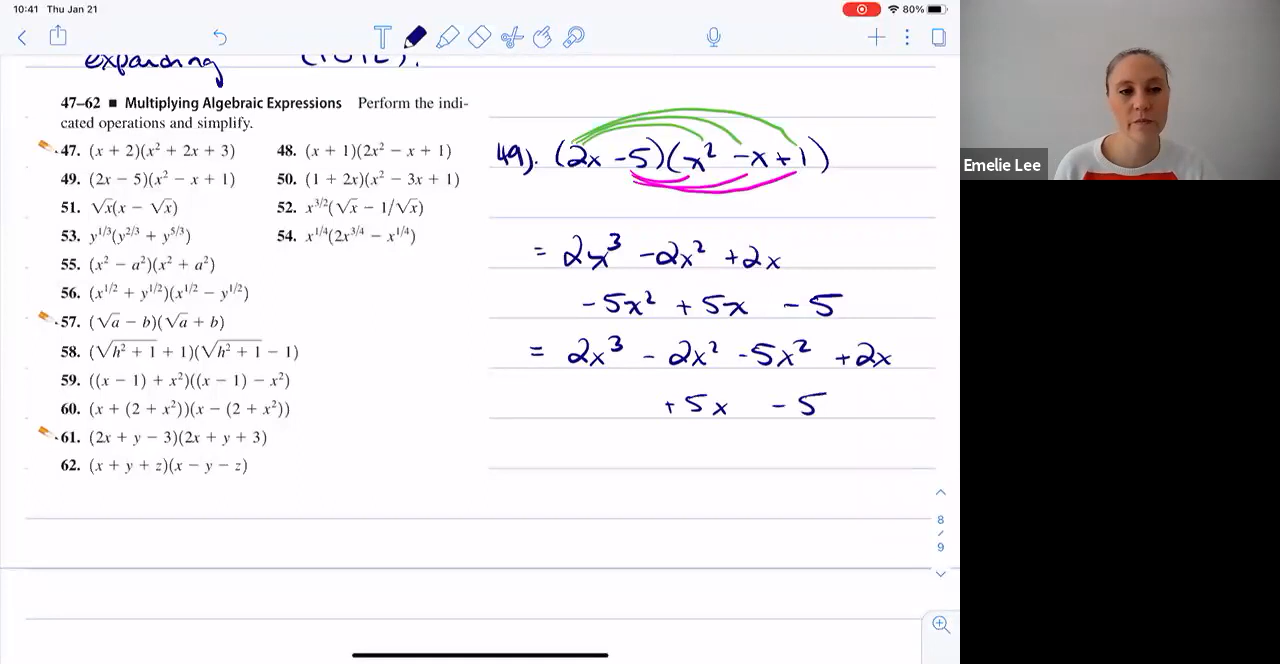 10:41 Thu Jan 21
80%
expanding (FOIL).
47–62 ■ Multiplying Algebraic Expressions Perform the indi-
cated operations and simplify.
47. (x + 2)(x² + 2x + 3) 48. (x + 1)(2x² − x + 1)
49. (2x − 5)(x² − x + 1) 50. (1 + 2x)(x² − 3x + 1)
51. √x(x − √x) 52. x^{3/2}(√x − 1/√x)
53. y^{1/3}(y^{2/3} + y^{5/3}) 54. x^{1/4}(2x^{3/4} − x^{1/4})
55. (x² − a²)(x² + a²)
56. (x^{1/2} + y^{1/2})(x^{1/2} − y^{1/2})
57. (√a − b)(√a + b)
58. (√(h² + 1) + 1)(√(h² + 1) − 1)
59. ((x − 1) + x²)((x − 1) − x²)
60. (x + (2 + x²))(x − (2 + x²))
61. (2x + y − 3)(2x + y + 3)
62. (x + y + z)(x − y − z)
49). (2x − 5)(x² − x + 1)
= 2x³ − 2x² + 2x
− 5x² + 5x − 5
= 2x³ − 2x² − 5x² + 2x
+ 5x − 5
8
/
9
Emelie Lee